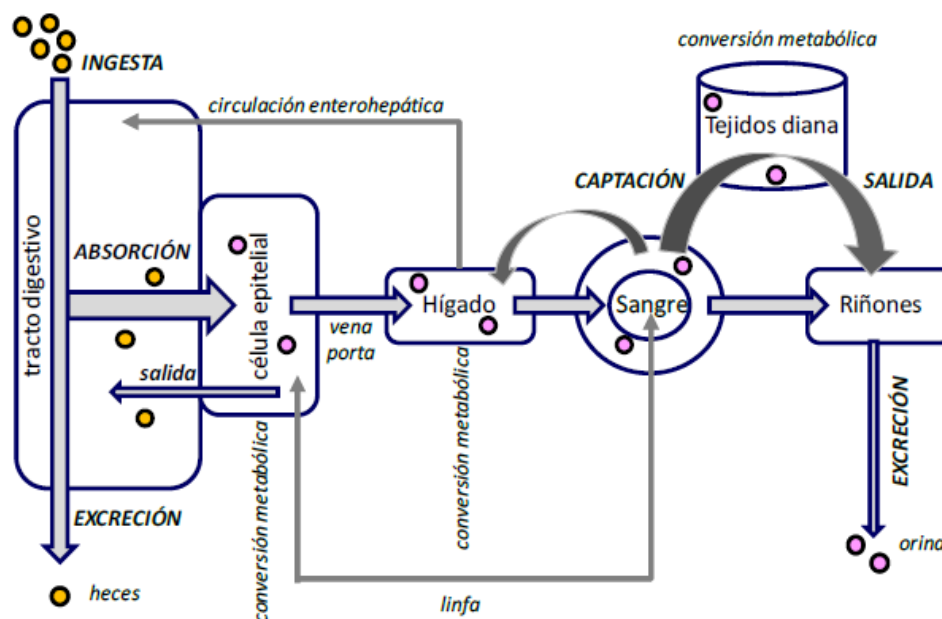 INGESTA
conversión metabólica
circulación enterohepática
Tejidos diana
CAPTACIÓN
SALIDA
tracto digestivo
ABSORCIÓN
célula epitelial
vena
porta
Hígado
Sangre
Riñones
salida
conversión metabólica
conversión metabólica
EXCRECIÓN
EXCRECIÓN
heces
linfa
orina